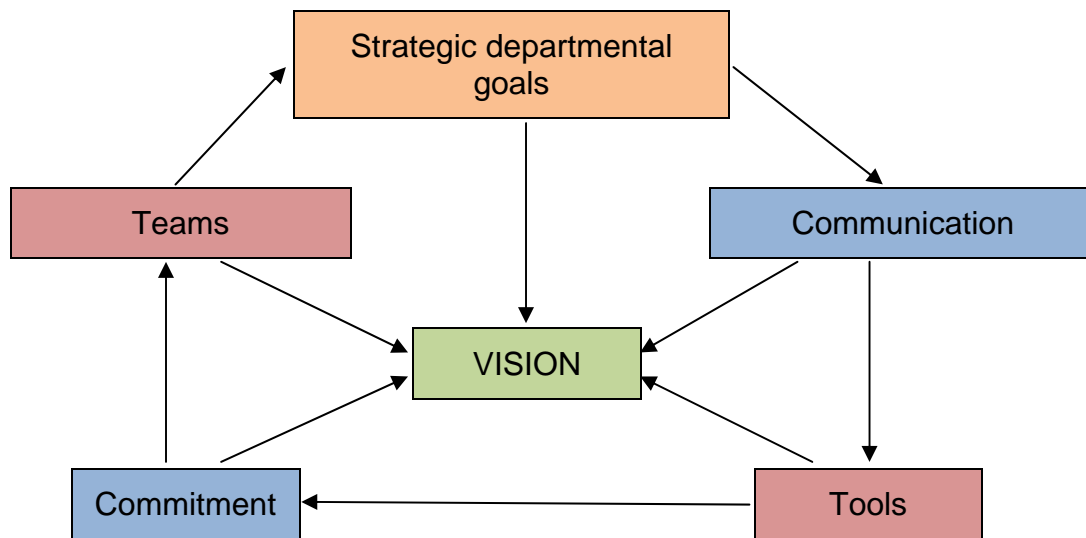 Strategic departmental
goals
Teams
Communication
VISION
Commitment
Tools